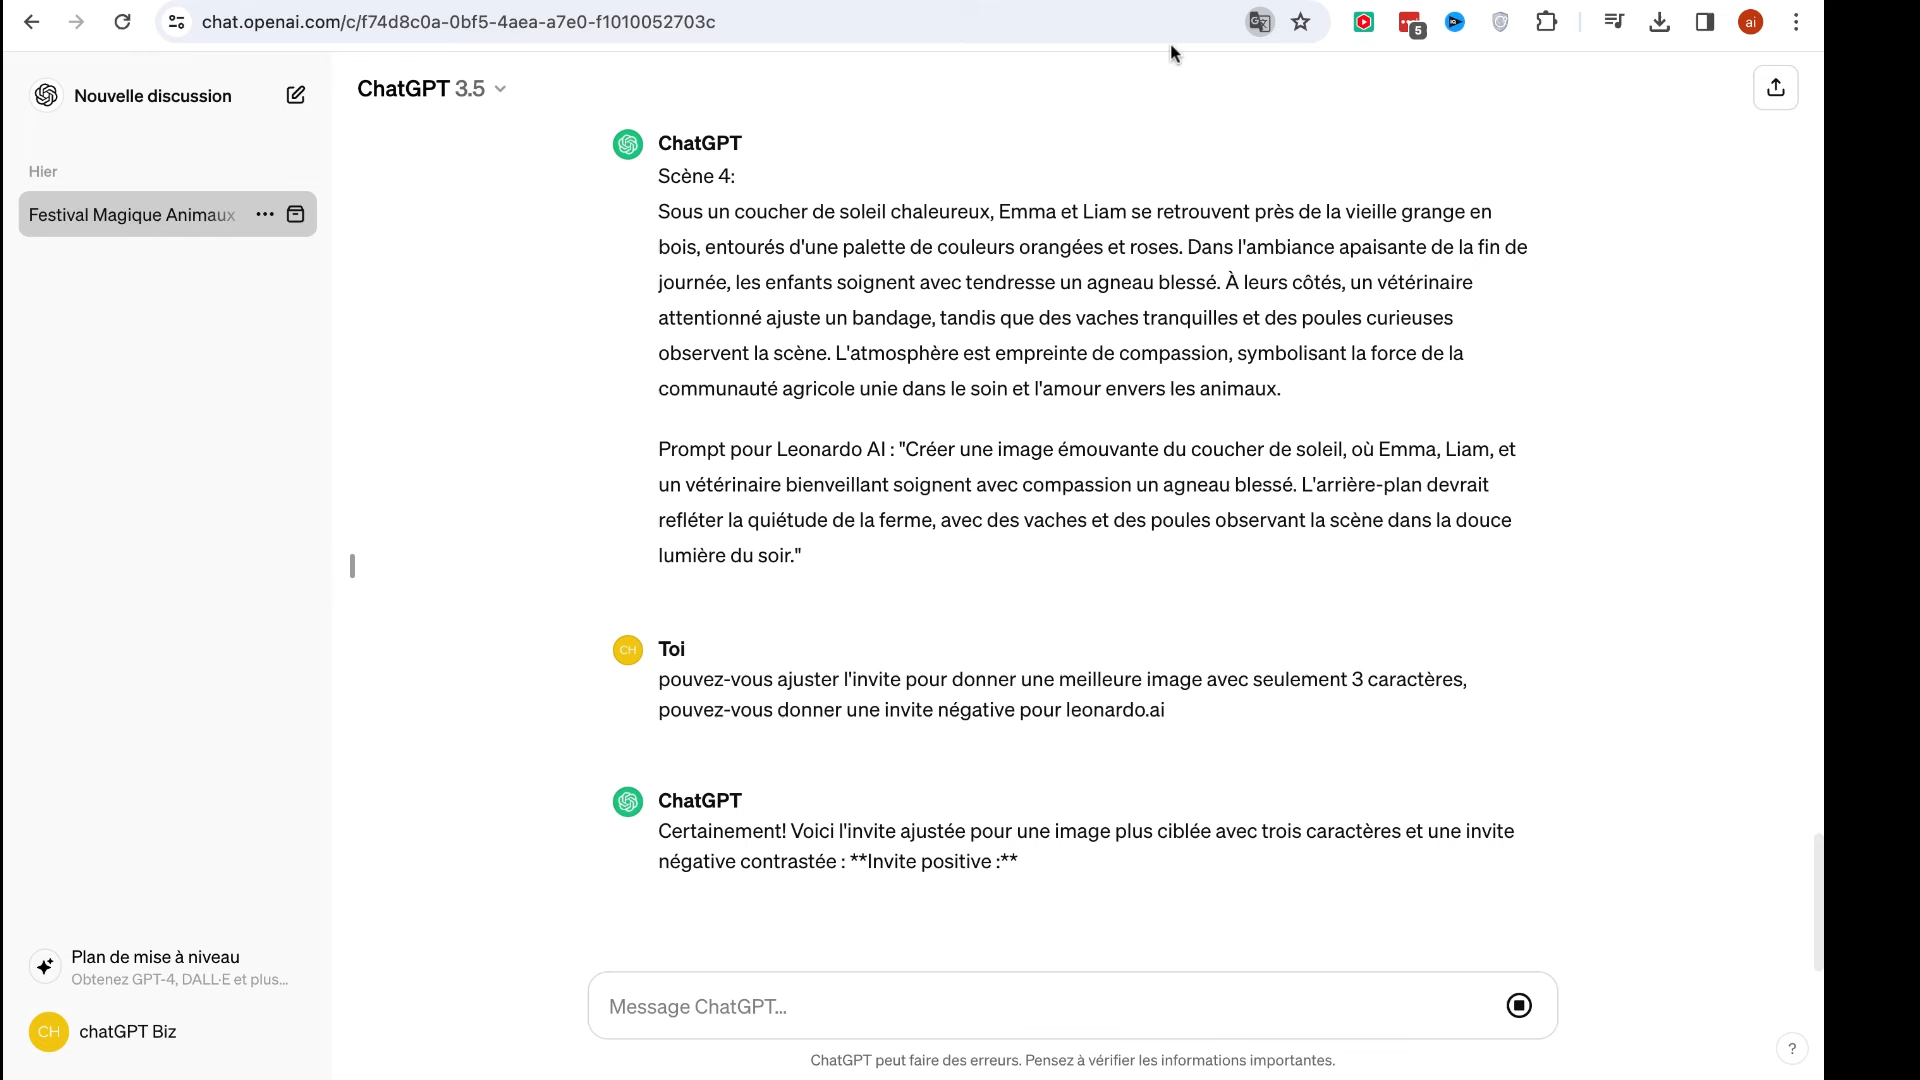 chat.openai.com/c/f74d8c0a-0bf5-4aea-a7e0-f1010052703c
5
ai
Nouvelle discussion
Hier
Festival Magique Animaux
ChatGPT 3.5
ChatGPT
Scène 4:
Sous un coucher de soleil chaleureux, Emma et Liam se retrouvent près de la vieille grange en
bois, entourés d'une palette de couleurs orangées et roses. Dans l'ambiance apaisante de la fin de
journée, les enfants soignent avec tendresse un agneau blessé. À leurs côtés, un vétérinaire
attentionné ajuste un bandage, tandis que des vaches tranquilles et des poules curieuses
observent la scène. L'atmosphère est empreinte de compassion, symbolisant la force de la
communauté agricole unie dans le soin et l'amour envers les animaux.
Prompt pour Leonardo AI : "Créer une image émouvante du coucher de soleil, où Emma, Liam, et
un vétérinaire bienveillant soignent avec compassion un agneau blessé. L'arrière-plan devrait
refléter la quiétude de la ferme, avec des vaches et des poules observant la scène dans la douce
lumière du soir."
CH
Toi
pouvez-vous ajuster l'invite pour donner une meilleure image avec seulement 3 caractères,
pouvez-vous donner une invite négative pour leonardo.ai
ChatGPT
Certainement! Voici l'invite ajustée pour une image plus ciblée avec trois caractères et une invite
négative contrastée : **Invite positive :**
Plan de mise à niveau
Obtenez GPT-4, DALL·E et plus...
CH
chatGPT Biz
Message ChatGPT...
ChatGPT peut faire des erreurs. Pensez à vérifier les informations importantes.
?